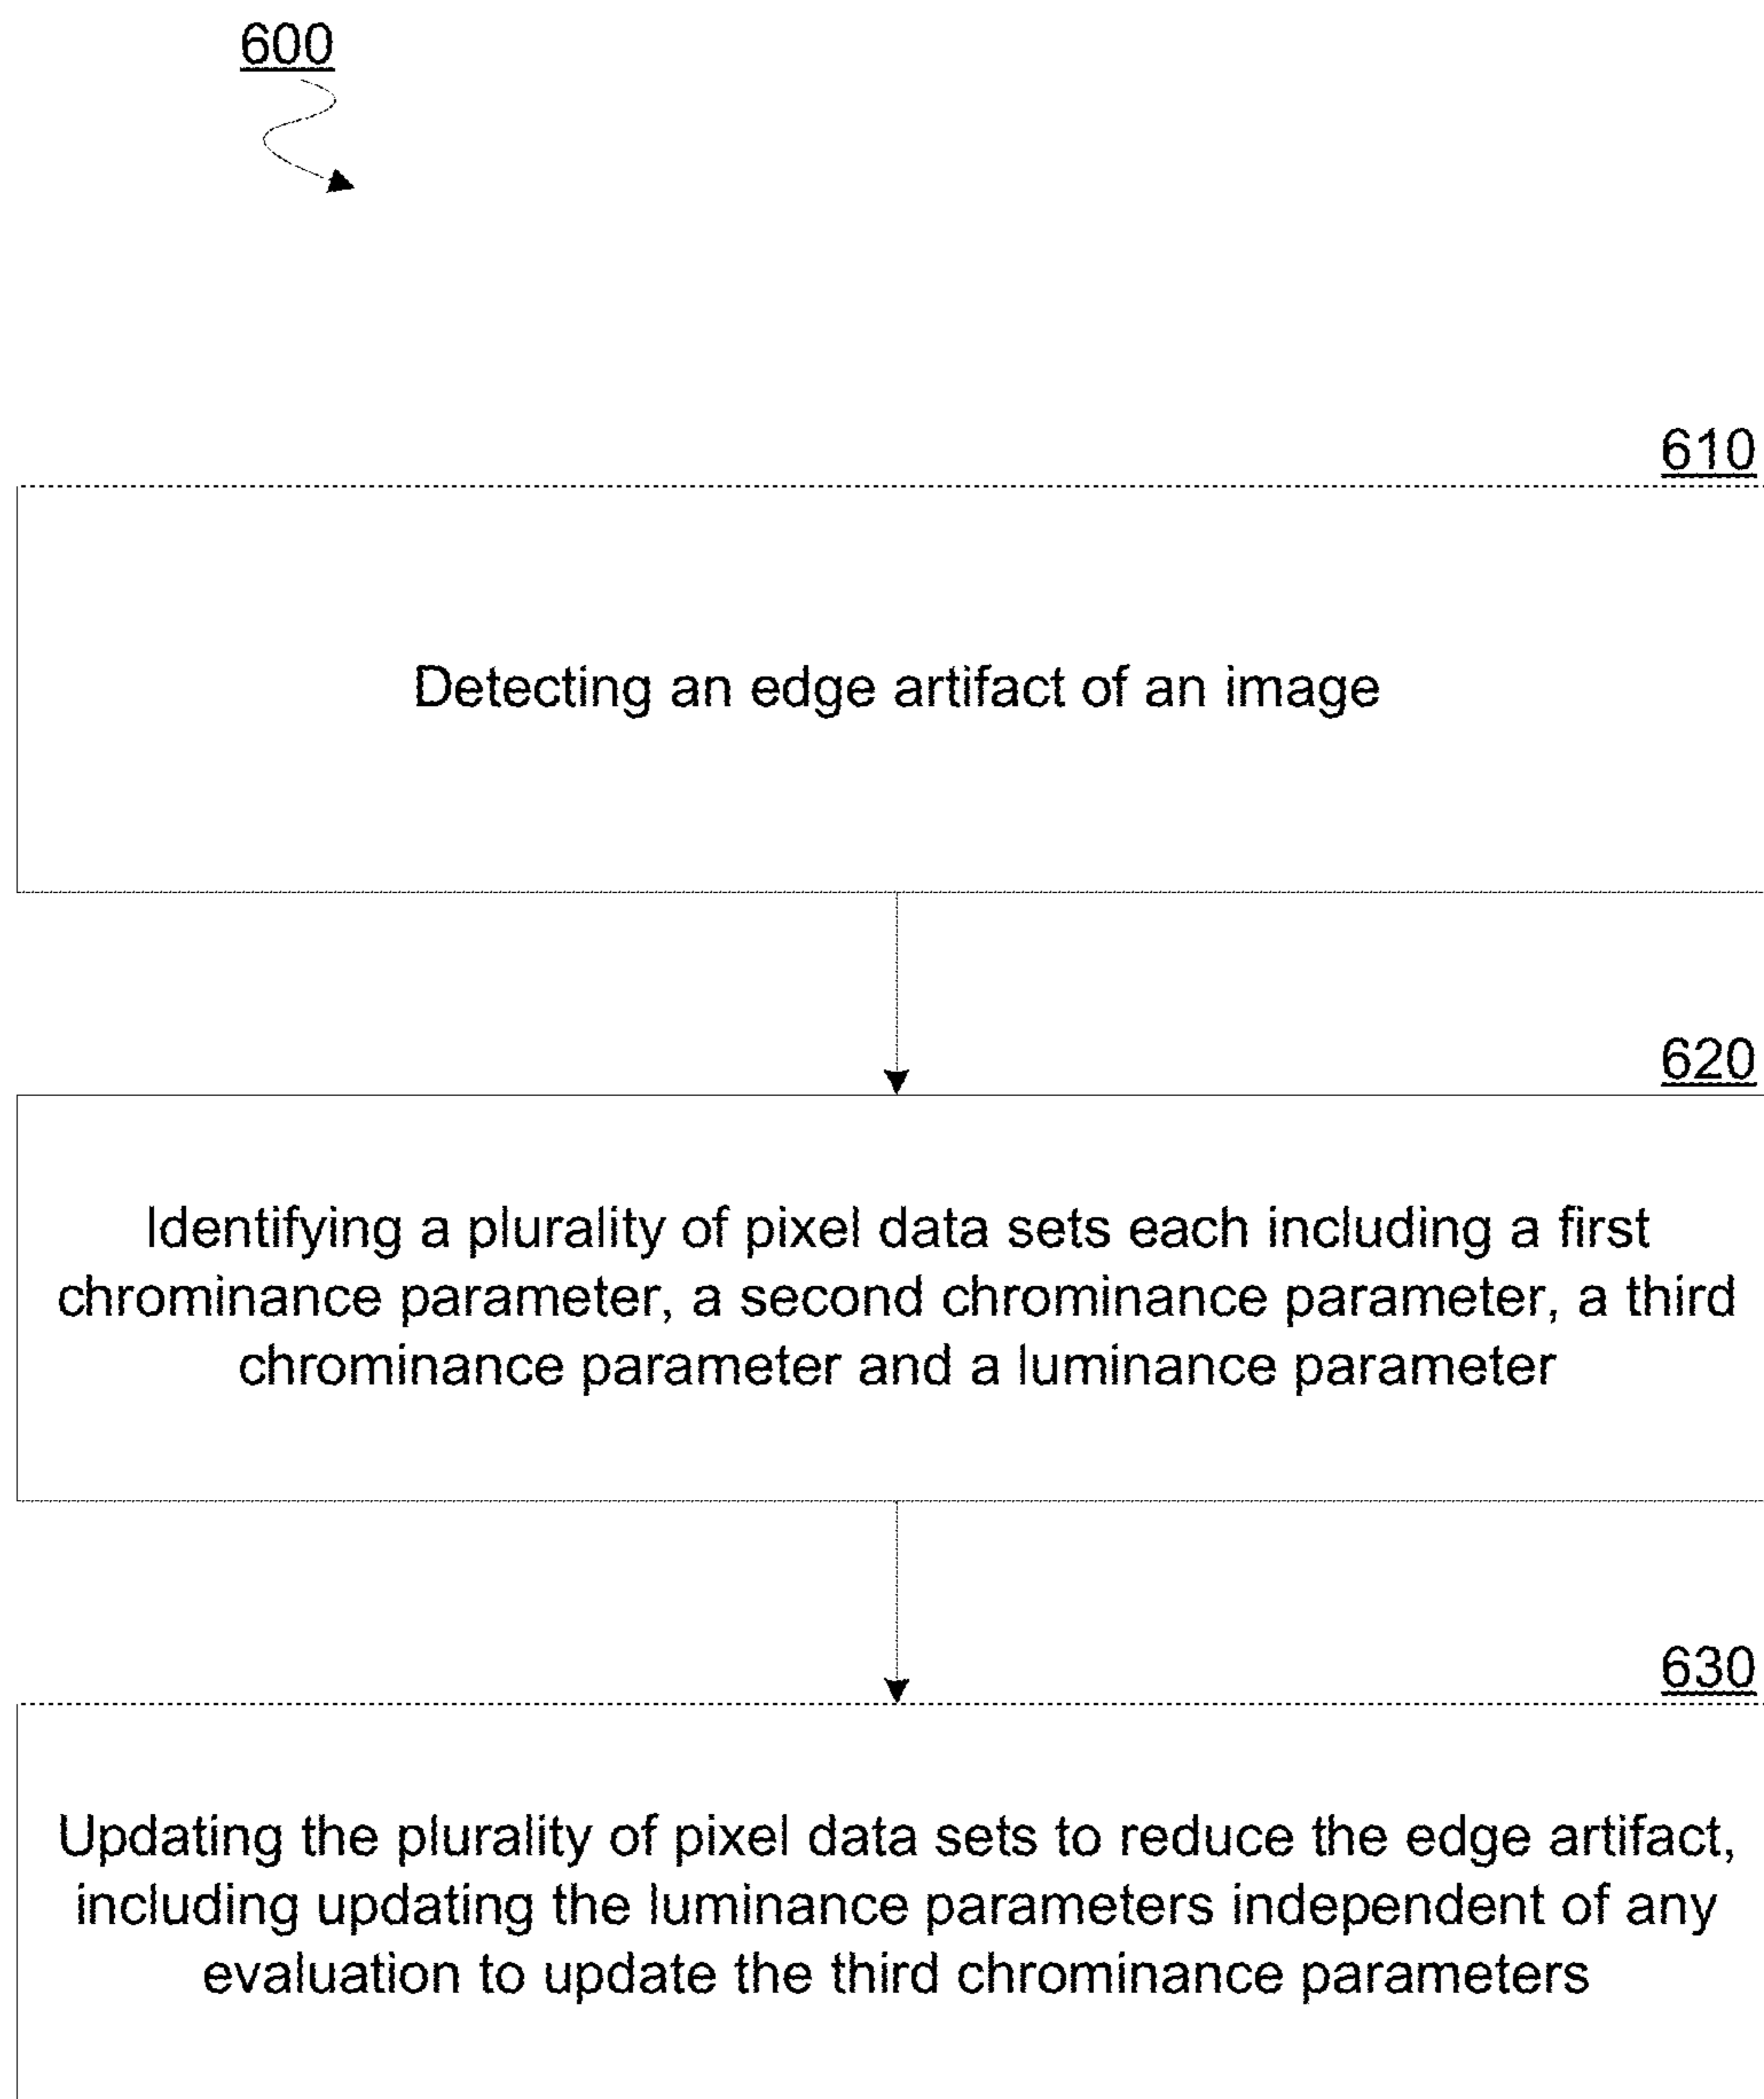 600
610
Detecting an edge artifact of an image
620
Identifying a plurality of pixel data sets each including a first
chrominance parameter, a second chrominance parameter, a third
chrominance parameter and a luminance parameter
630
Updating the plurality of pixel data sets to reduce the edge artifact,
including updating the luminance parameters independent of any
evaluation to update the third chrominance parameters